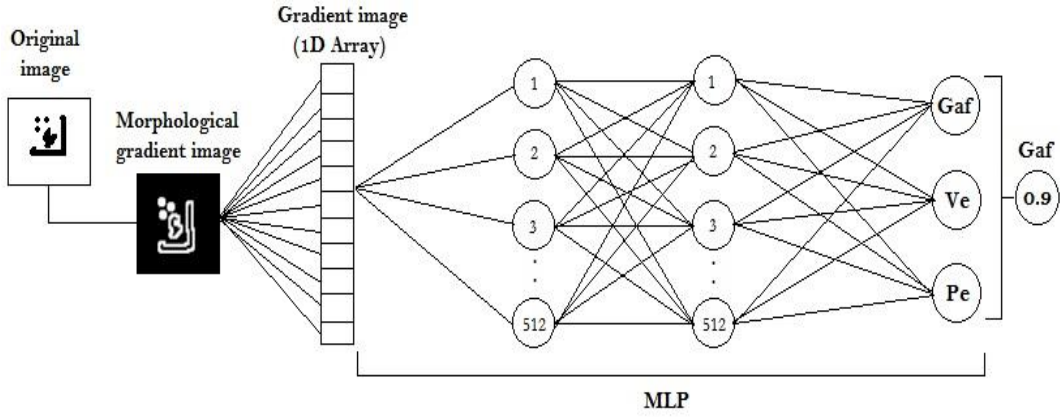 Original
image
Morphological
gradient image
Gradient image
(1D Array)
1
2
3
512
1
2
3
512
Gaf
Ve
Pe
Gaf
0.9
MLP